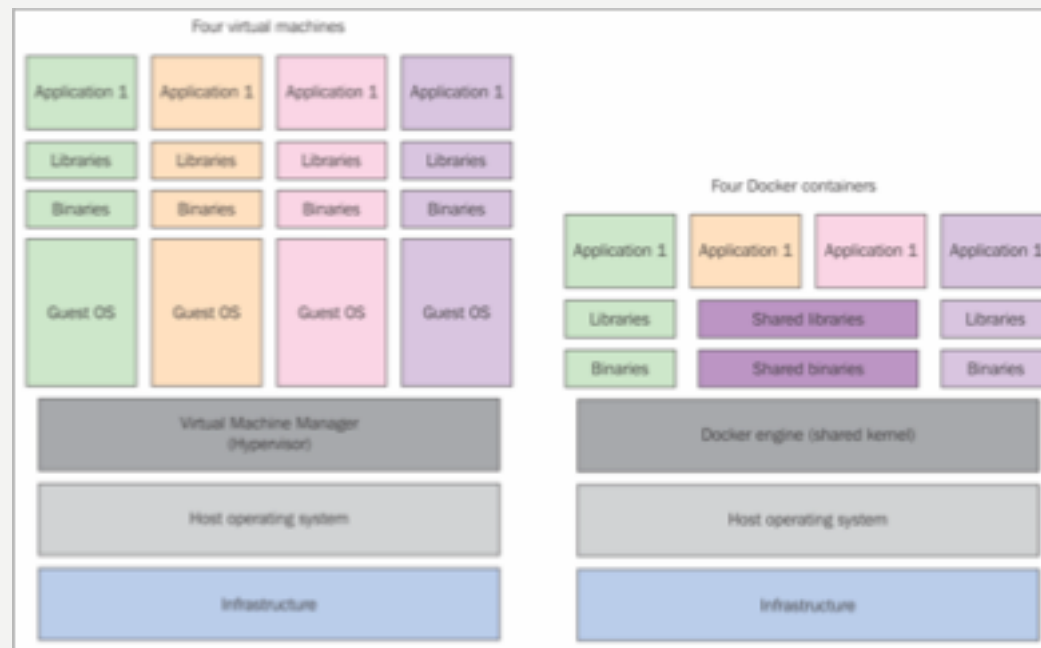 Four virtual machines
Application 1 Application 1 Application 1 Application 1
Libraries Libraries Libraries Libraries
Binaries Binaries Binaries Binaries
Guest OS Guest OS Guest OS Guest OS
Virtual Machine Manager
(Hypervisor)
Host operating system
Infrastructure
Four Docker containers
Application 1 Application 1 Application 1 Application 1
Libraries Shared libraries Libraries
Binaries Shared binaries Binaries
Docker engine (shared kernel)
Host operating system
Infrastructure